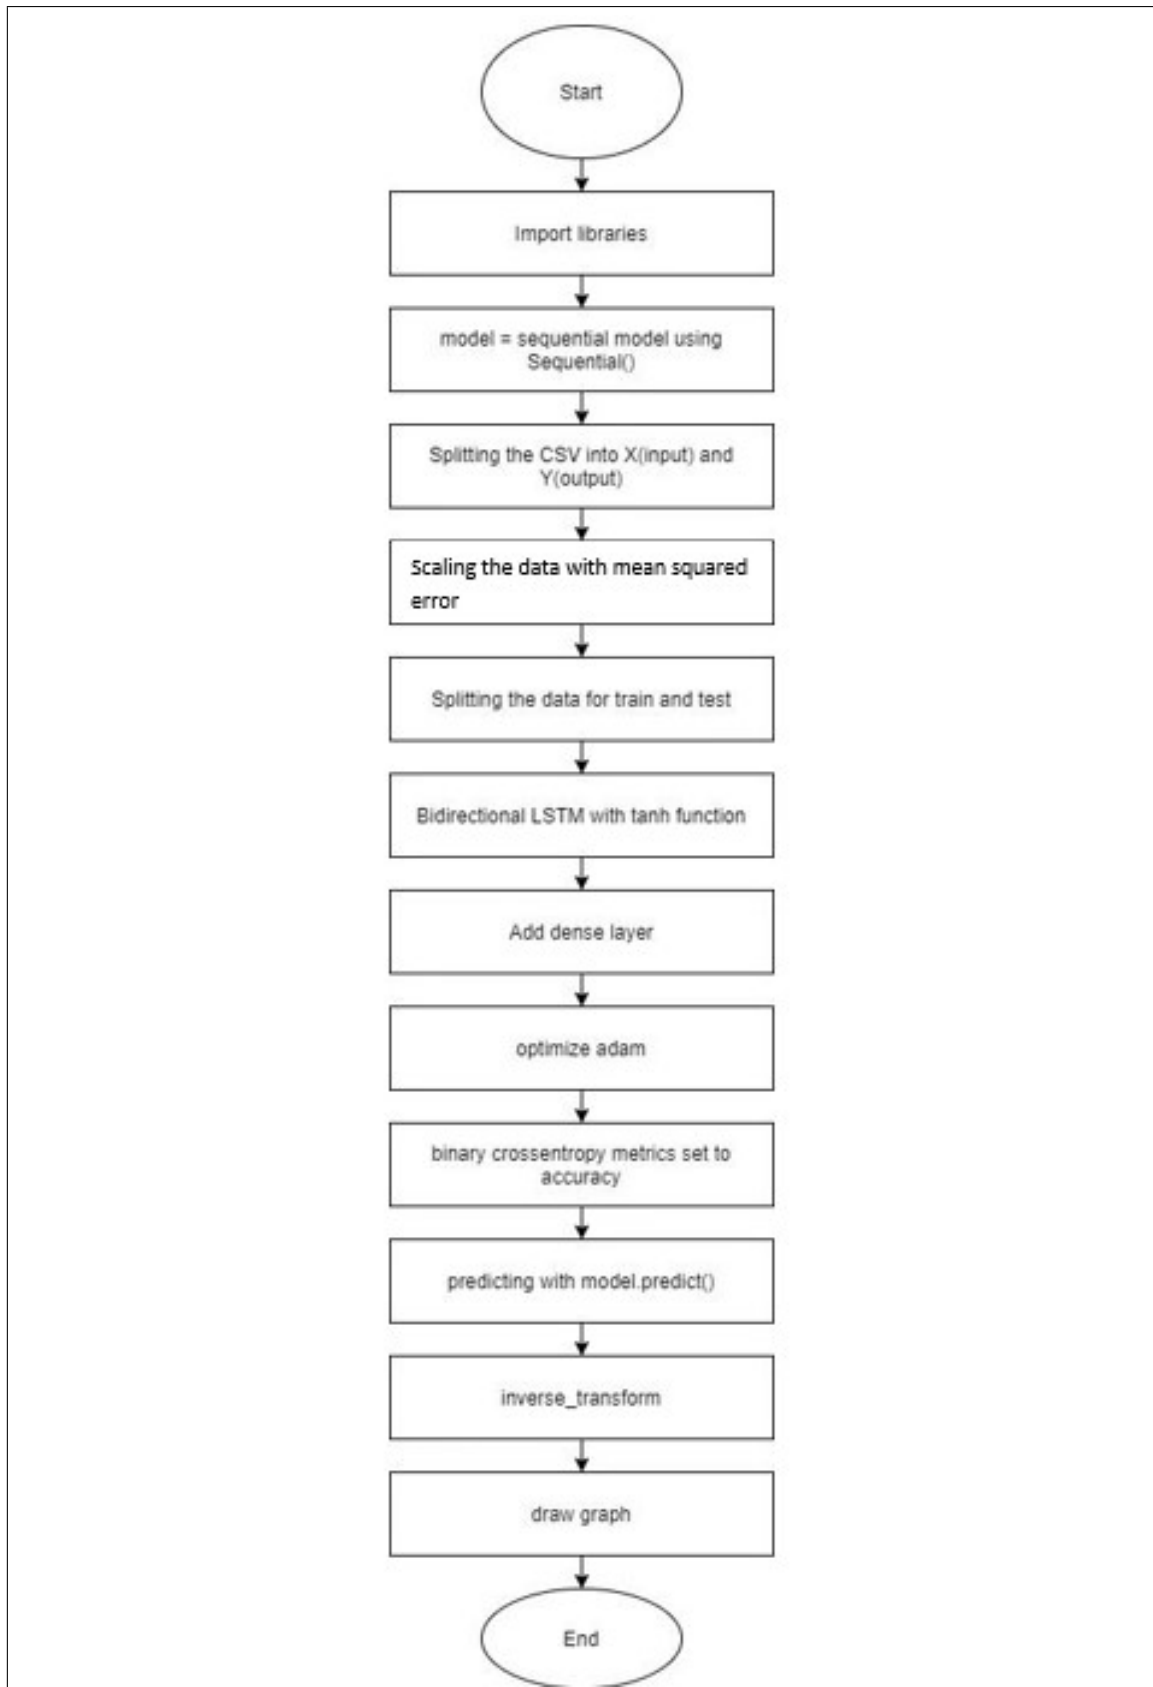 Start
Import libraries
model = sequential model using
Sequential()
Splitting the CSV into X(input) and
Y(output)
Scaling the data with mean squared
error
Splitting the data for train and test
Bidirectional LSTM with tanh function
Add dense layer
optimize adam
binary crossentropy metrics set to
accuracy
predicting with model.predict()
inverse_transform
draw graph
End